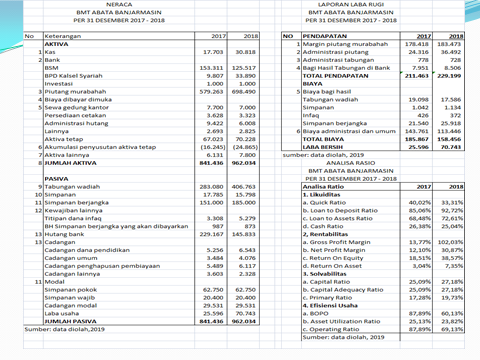 NERACA
BMT ABATA BANJARMASIN
PER 31 DESEMBER 2017 - 2018
No Keterangan 2017 2018
AKTIVA
1 Kas 17.703 30.818
2 Bank
BSM 153.311 125.517
BPD Kalsel Syariah 9.807 33.890
Investasi 1.000 1.000
3 Piutang murabahah 579.263 698.490
4 Biaya dibayar dimuka
5 Sewa gedung kantor 7.700 7.000
Persediaan cetakan 3.628 3.323
Administrasi hutang 9.422 6.008
Lainnya 2.693 2.825
Aktiva tetap 67.023 70.228
6 Akumulasi penyusutan aktiva tetap (16.245) (24.865)
7 Aktiva lainnya 6.131 7.800
8 JUMLAH AKTIVA 841.436 962.034
PASIVA
9 Tabungan wadiah 283.080 406.763
10 Simpanan 17.785 15.798
11 Simpanan berjangka 151.000 185.000
12 Kewajiban lainnya
Titipan dana infaq 3.308 5.279
BH Simpanan berjangka yang akan dibayarkan 987 873
13 Hutang bank 229.167 145.833
13 Cadangan
Cadangan dana pendidikan 5.256 6.543
Cadangan umum 3.484 4.076
Cadangan penghapusan pembiayaan 5.489 6.117
Cadangan lainnya 3.603 2.328
11 Modal
Simpanan pokok 62.750 62.750
Simpanan wajib 20.400 20.400
Cadangan modal 29.531 29.531
Laba usaha 25.596 70.743
JUMLAH PASIVA 841.436 962.034
Sumber: data diolah,2019
LAPORAN LABA RUGI
BMT ABATA BANJARMASIN
PER 31 DESEMBER 2017 - 2018
NO PENDAPATAN 2017 2018
1 Margin piutang murabahah 178.418 183.473
2 Administrasi piutang 24.316 36.492
3 Administrasi tabungan 778 728
4 Bagi Hasil Tabungan di Bank 7.951 8.506
6 TOTAL PENDAPATAN 211.463 229.199
BIAYA
5 Biaya bagi hasil
Tabungan wadiah 19.098 17.586
Simpanan 1.042 1.134
Infaq 426 372
Simpanan berjangka 21.540 25.918
6 Biaya administrasi dan umum 143.761 113.446
TOTAL BIAYA 185.867 158.456
LABA BERSIH 25.596 70.743
sumber: data diolah, 2019
ANALISA RASIO
BMT ABATA BANJARMASIN
PER 31 DESEMBER 2017 - 2018
Analisa Ratio 2017 2018
1. Likuiditas
a. Quick Ratio 40,02% 33,31%
b. Loan to Deposit Ratio 85,06% 92,72%
c. Loan to Assets Ratio 68,48% 72,61%
d. Cash Ratio 26,38% 25,04%
2, Rentabilitas
a. Gross Profit Margin 13,77% 102,03%
b. Net Profit Margin 12,10% 30,87%
c. Return On Equity 18,51% 38,57%
d. Return On Asset 3,04% 7,35%
3. Solvabilitas
a. Capital Ratio 25,09% 27,18%
b. Capital Adequacy Ratio 25,09% 27,18%
c. Primary Ratio 17,28% 19,73%
4. Efisiensi Usaha
a. BOPO 87,89% 60,13%
b. Asset Utilization Ratio 25,13% 23,82%
c. Operating Ratio 87,89% 69,13%
Sumber: data diolah, 2019